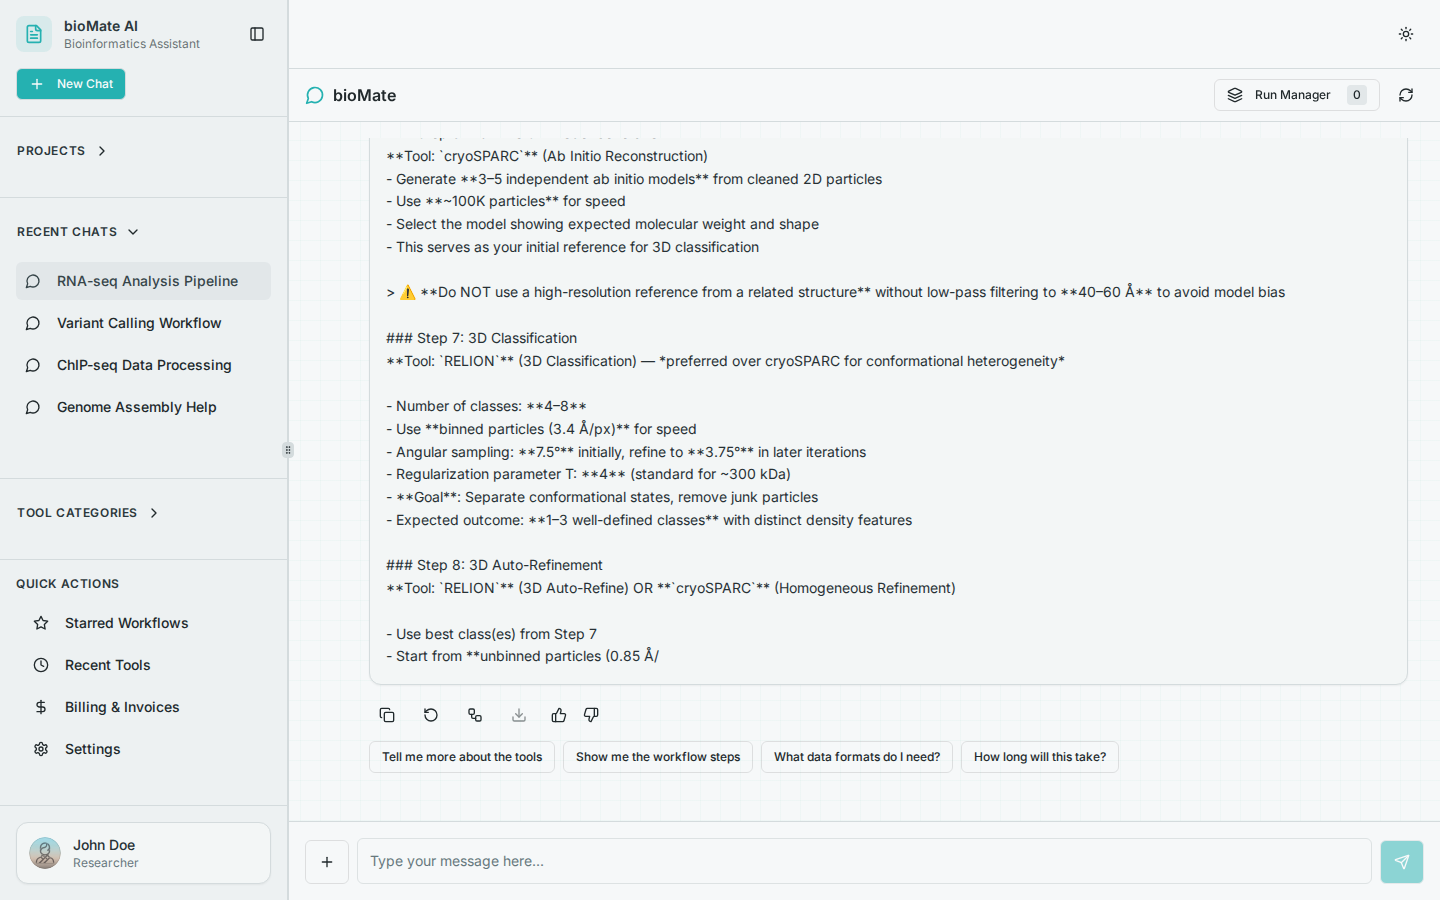 bioMate AI
Bioinformatics Assistant
New Chat
PROJECTS
RECENT CHATS
RNA-seq Analysis Pipeline
Variant Calling Workflow
ChIP-seq Data Processing
Genome Assembly Help
TOOL CATEGORIES
QUICK ACTIONS
Starred Workflows
Recent Tools
Billing & Invoices
Settings
John Doe
Researcher
bioMate
Run Manager 0
**Tool: `cryoSPARC`** (Ab Initio Reconstruction)
- Generate **3–5 independent ab initio models** from cleaned 2D particles
- Use **~100K particles** for speed
- Select the model showing expected molecular weight and shape
- This serves as your initial reference for 3D classification
> ⚠️ **Do NOT use a high-resolution reference from a related structure** without low-pass filtering to **40–60 Å** to avoid model bias
### Step 7: 3D Classification
**Tool: `RELION`** (3D Classification) — *preferred over cryoSPARC for conformational heterogeneity*
- Number of classes: **4–8**
- Use **binned particles (3.4 Å/px)** for speed
- Angular sampling: **7.5°** initially, refine to **3.75°** in later iterations
- Regularization parameter T: **4** (standard for ~300 kDa)
- **Goal**: Separate conformational states, remove junk particles
- Expected outcome: **1–3 well-defined classes** with distinct density features
### Step 8: 3D Auto-Refinement
**Tool: `RELION`** (3D Auto-Refine) OR **`cryoSPARC`** (Homogeneous Refinement)
- Use best class(es) from Step 7
- Start from **unbinned particles (0.85 Å/
Tell me more about the tools
Show me the workflow steps
What data formats do I need?
How long will this take?
Type your message here...